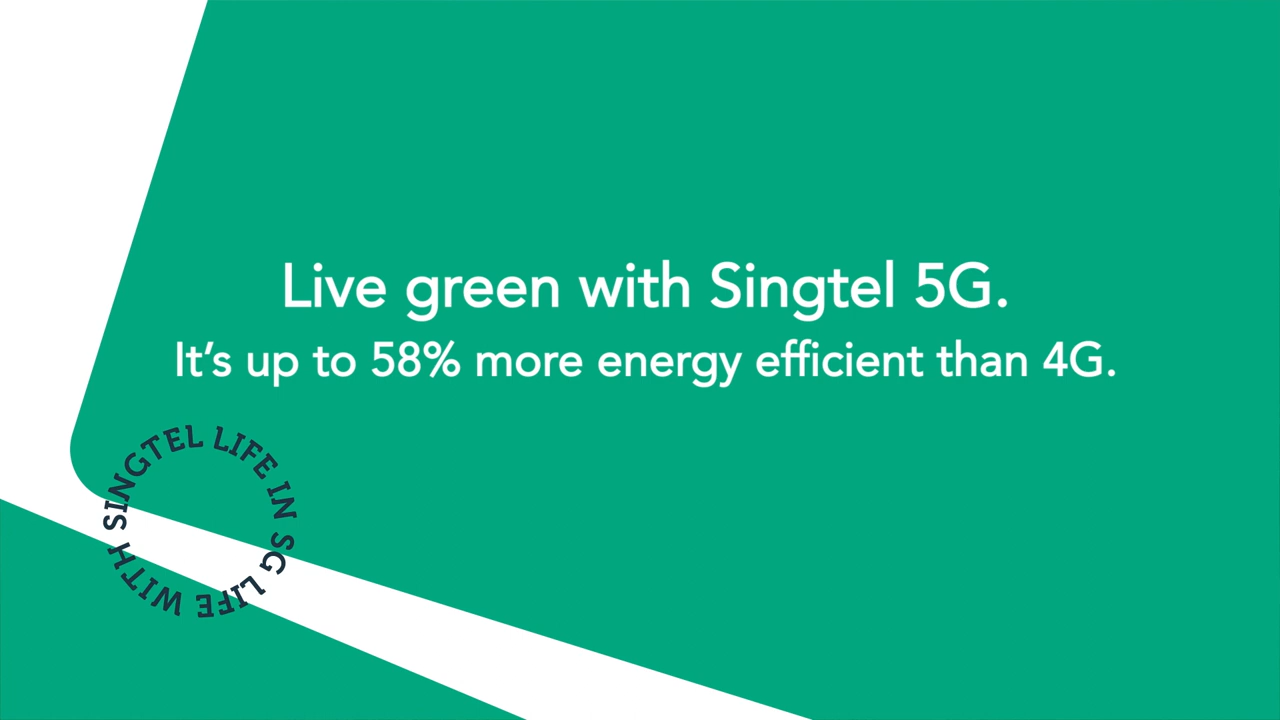 Live green with Singtel 5G.
It’s up to 58% more energy efficient than 4G.
SINGTEL LIFE IN SG LIFE WITH